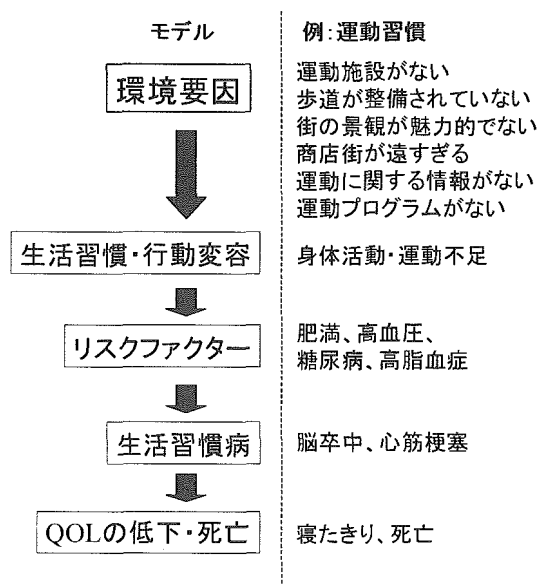 モデル
例:運動習慣
環境要因
運動施設がない
歩道が整備されていない
街の景観が魅力的でない
商店街が遠すぎる
運動に関する情報がない
運動プログラムがない
生活習慣・行動変容
身体活動・運動不足
リスクファクター
肥満、高血圧、
糖尿病、高脂血症
生活習慣病
脳卒中、心筋梗塞
QOLの低下・死亡
寝たきり、死亡